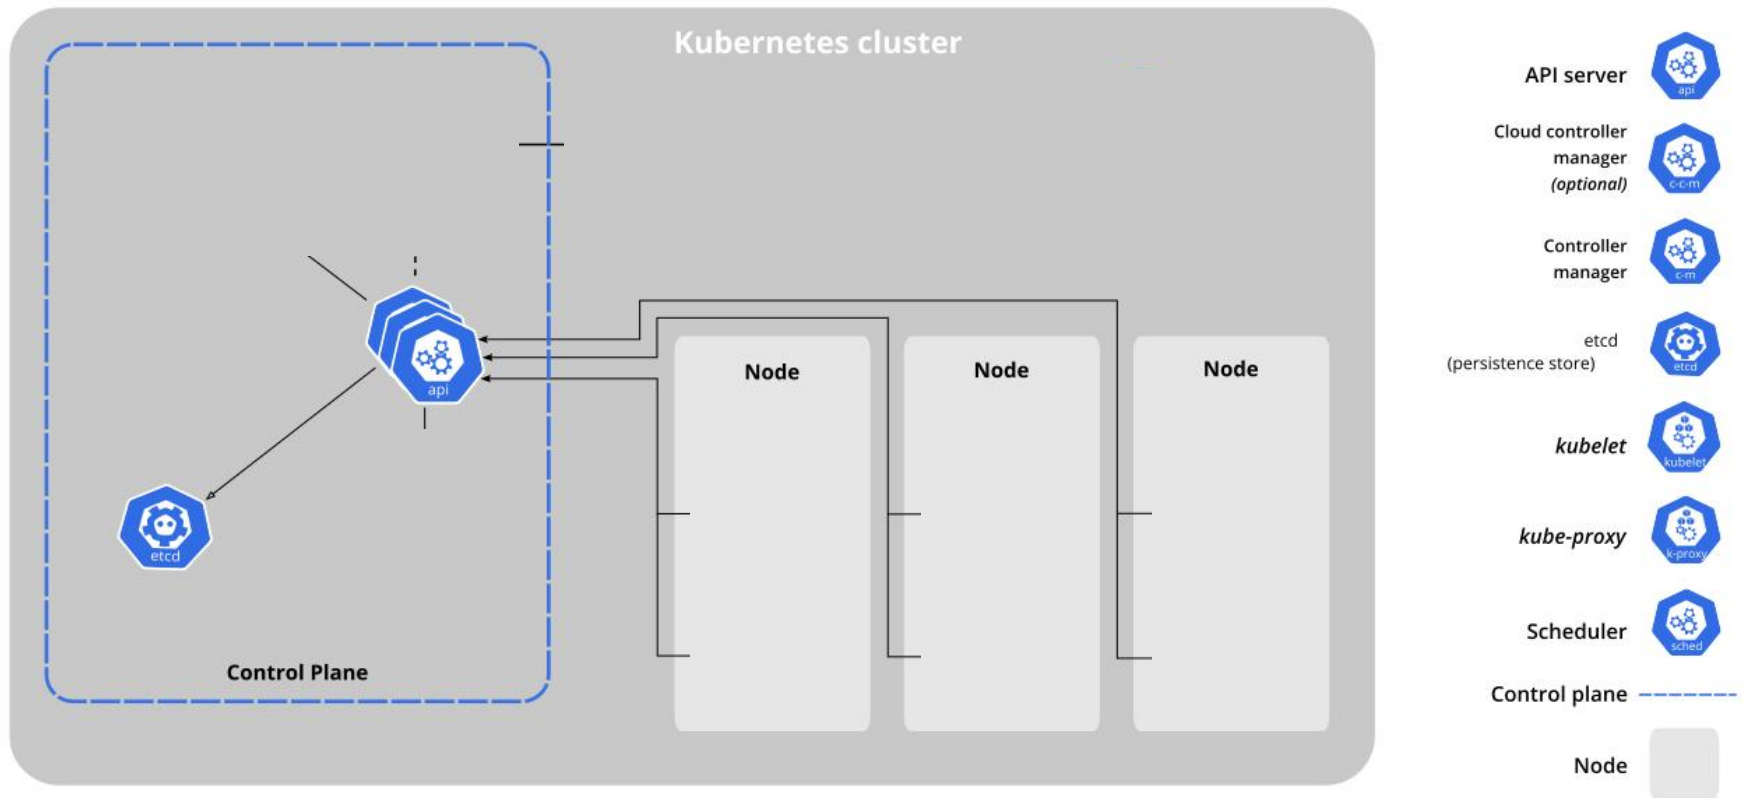 Kubernetes cluster
api
etcd
Control Plane
Node
Node
Node
API server
api
Cloud controller
manager
(optional)
c-c-m
Controller
manager
c-m
etcd
(persistence store)
etcd
kubelet
kubelet
kube-proxy
k-proxy
Scheduler
sched
Control plane
Node